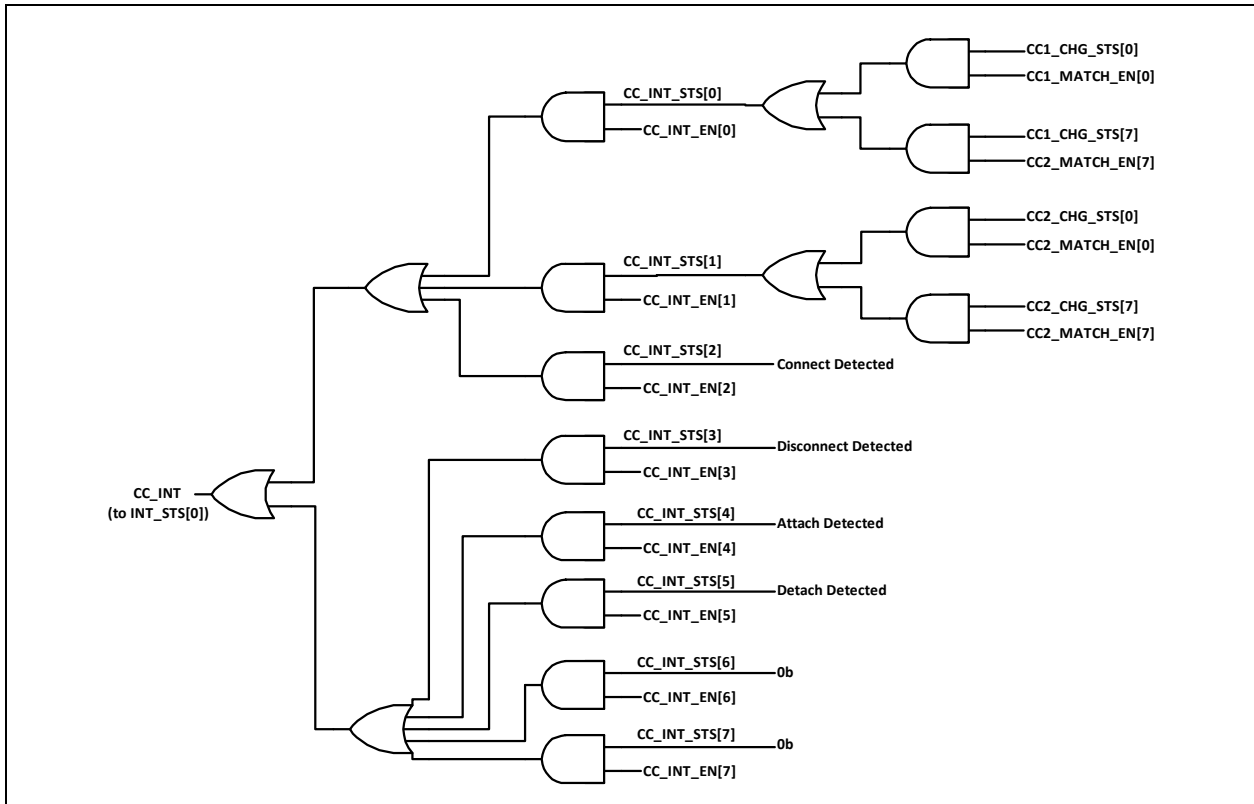 CC1_CHG_STS[0]
CC1_MATCH_EN[0]
CC_INT_STS[0]
CC_INT_EN[0]
CC1_CHG_STS[7]
CC2_MATCH_EN[7]
CC2_CHG_STS[0]
CC2_MATCH_EN[0]
CC_INT_STS[1]
CC_INT_EN[1]
CC2_CHG_STS[7]
CC2_MATCH_EN[7]
CC_INT_STS[2]
Connect Detected
CC_INT_EN[2]
CC_INT_STS[3]
Disconnect Detected
CC_INT_EN[3]
CC_INT
(to INT_STS[0])
CC_INT_STS[4]
Attach Detected
CC_INT_EN[4]
CC_INT_STS[5]
Detach Detected
CC_INT_EN[5]
CC_INT_STS[6]
0b
CC_INT_EN[6]
CC_INT_STS[7]
0b
CC_INT_EN[7]